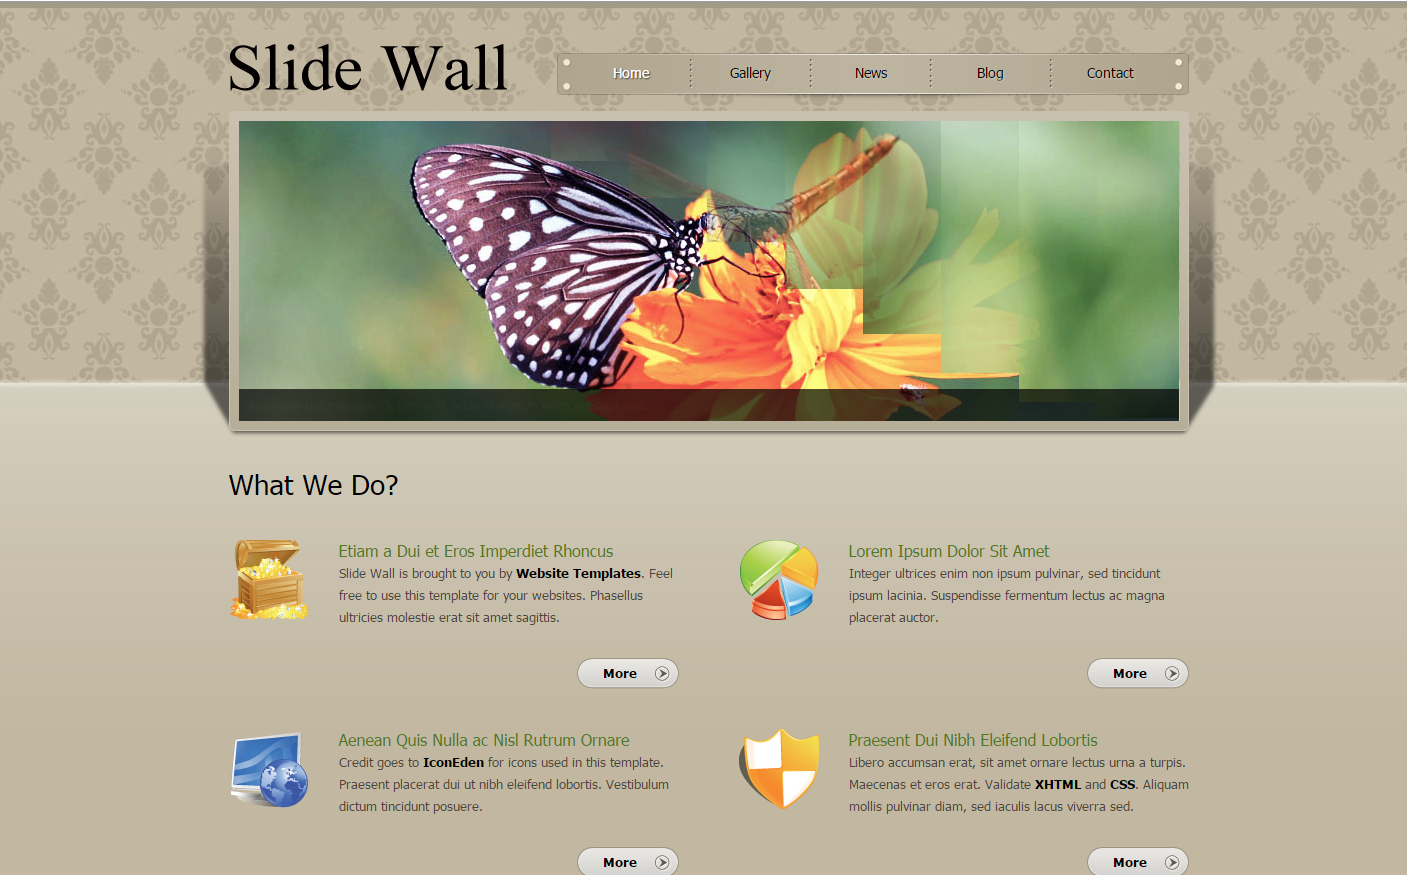 Slide Wall
Home Gallery News Blog Contact
What We Do?
Etiam a Dui et Eros Imperdiet Rhoncus
Slide Wall is brought to you by Website Templates. Feel
free to use this template for your websites. Phasellus
ultricies molestie erat sit amet sagittis.
More
Lorem Ipsum Dolor Sit Amet
Integer ultrices enim non ipsum pulvinar, sed tincidunt
ipsum lacinia. Suspendisse fermentum lectus ac magna
placerat auctor.
More
Aenean Quis Nulla ac Nisl Rutrum Ornare
Credit goes to IconEden for icons used in this template.
Praesent placerat dui ut nibh eleifend lobortis. Vestibulum
dictum tincidunt posuere.
More
Praesent Dui Nibh Eleifend Lobortis
Libero accumsan erat, sit amet ornare lectus urna a turpis.
Maecenas et eros erat. Validate XHTML and CSS. Aliquam
mollis pulvinar diam, sed iaculis lacus viverra sed.
More